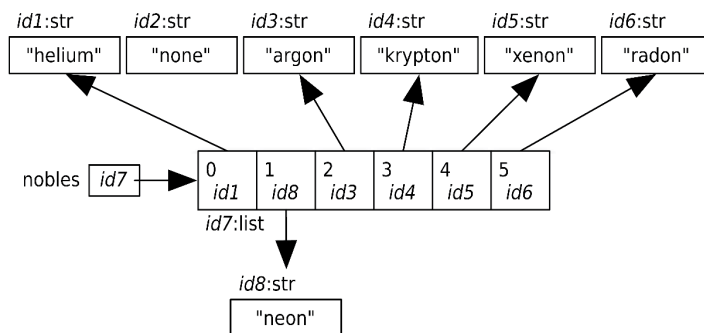 id1:str id2:str id3:str id4:str id5:str id6:str
"helium" "none" "argon" "krypton" "xenon" "radon"
0 1 2 3 4 5
nobles id7 id1 id8 id3 id4 id5 id6
id7:list
id8:str
"neon"